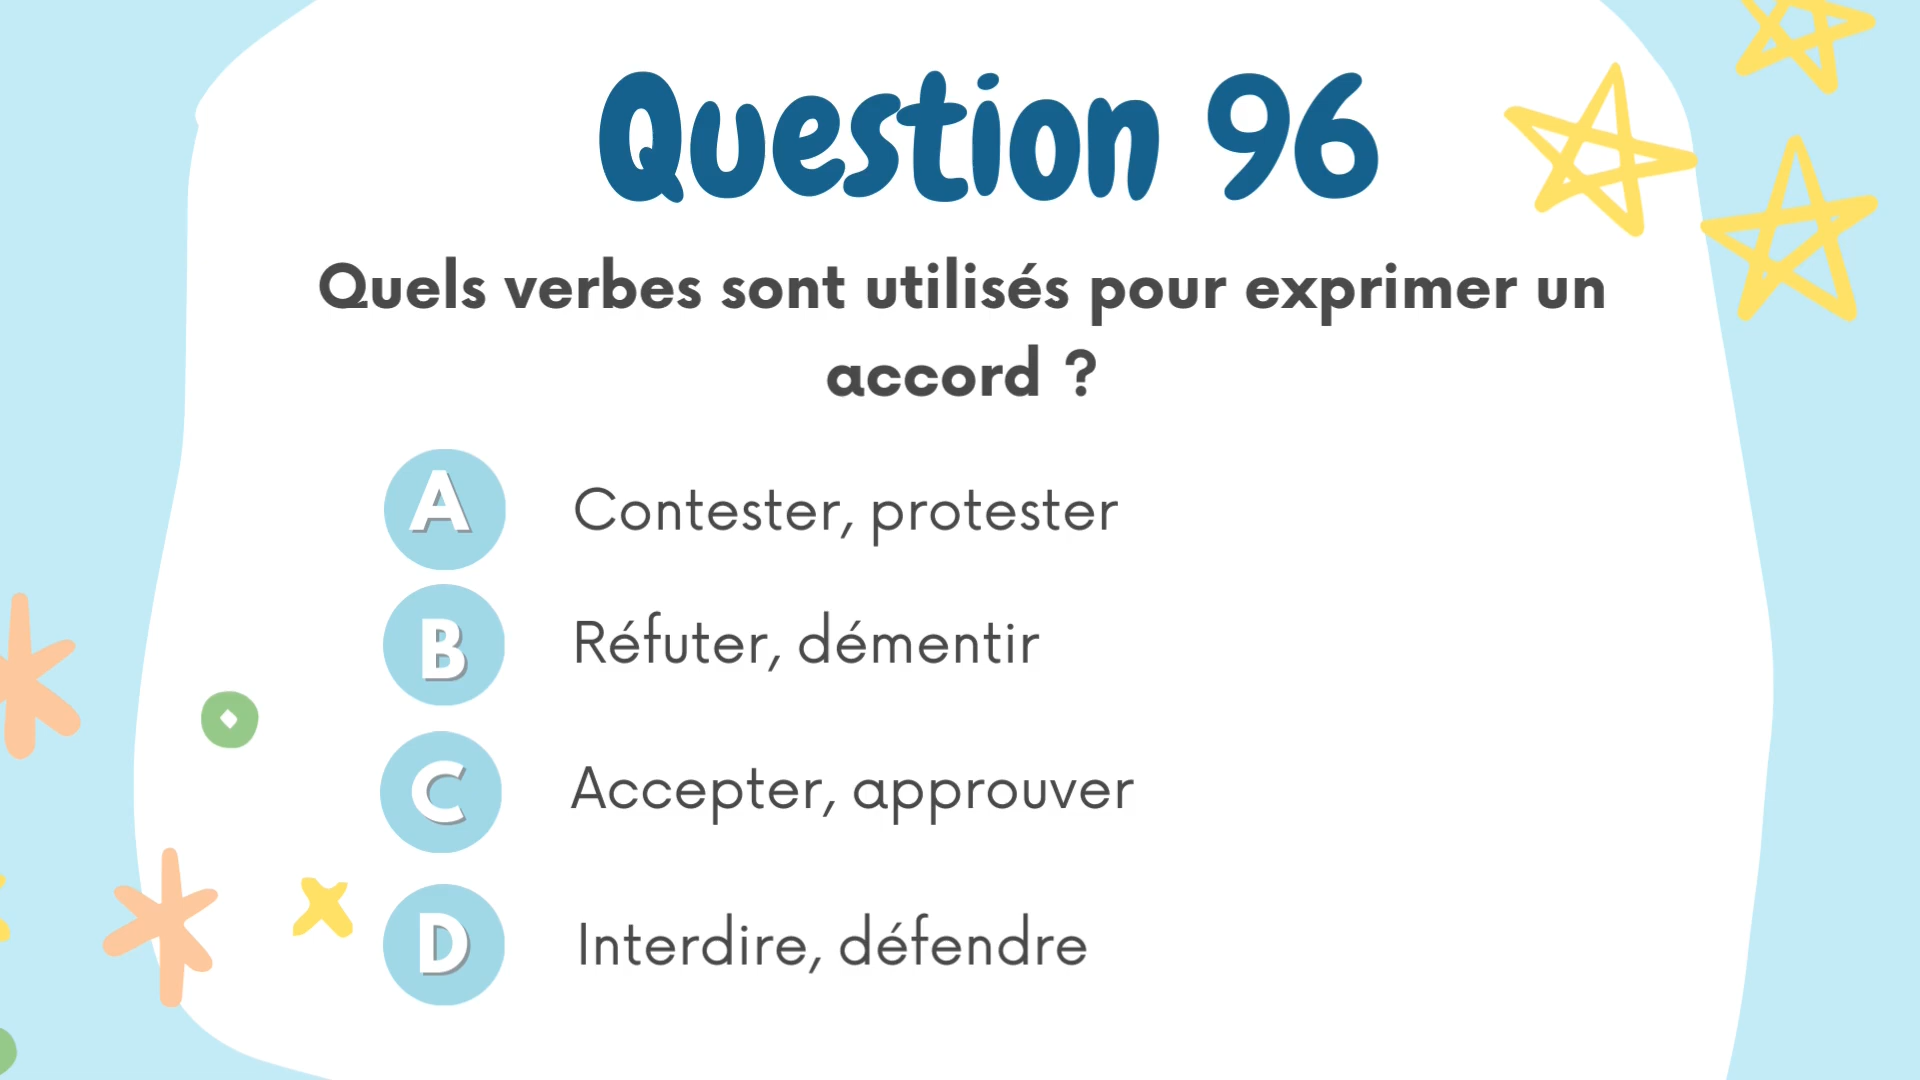 Question 96
Quels verbes sont utilisés pour exprimer un
accord ?
A Contester, protester
B Réfuter, démentir
C Accepter, approuver
D Interdire, défendre